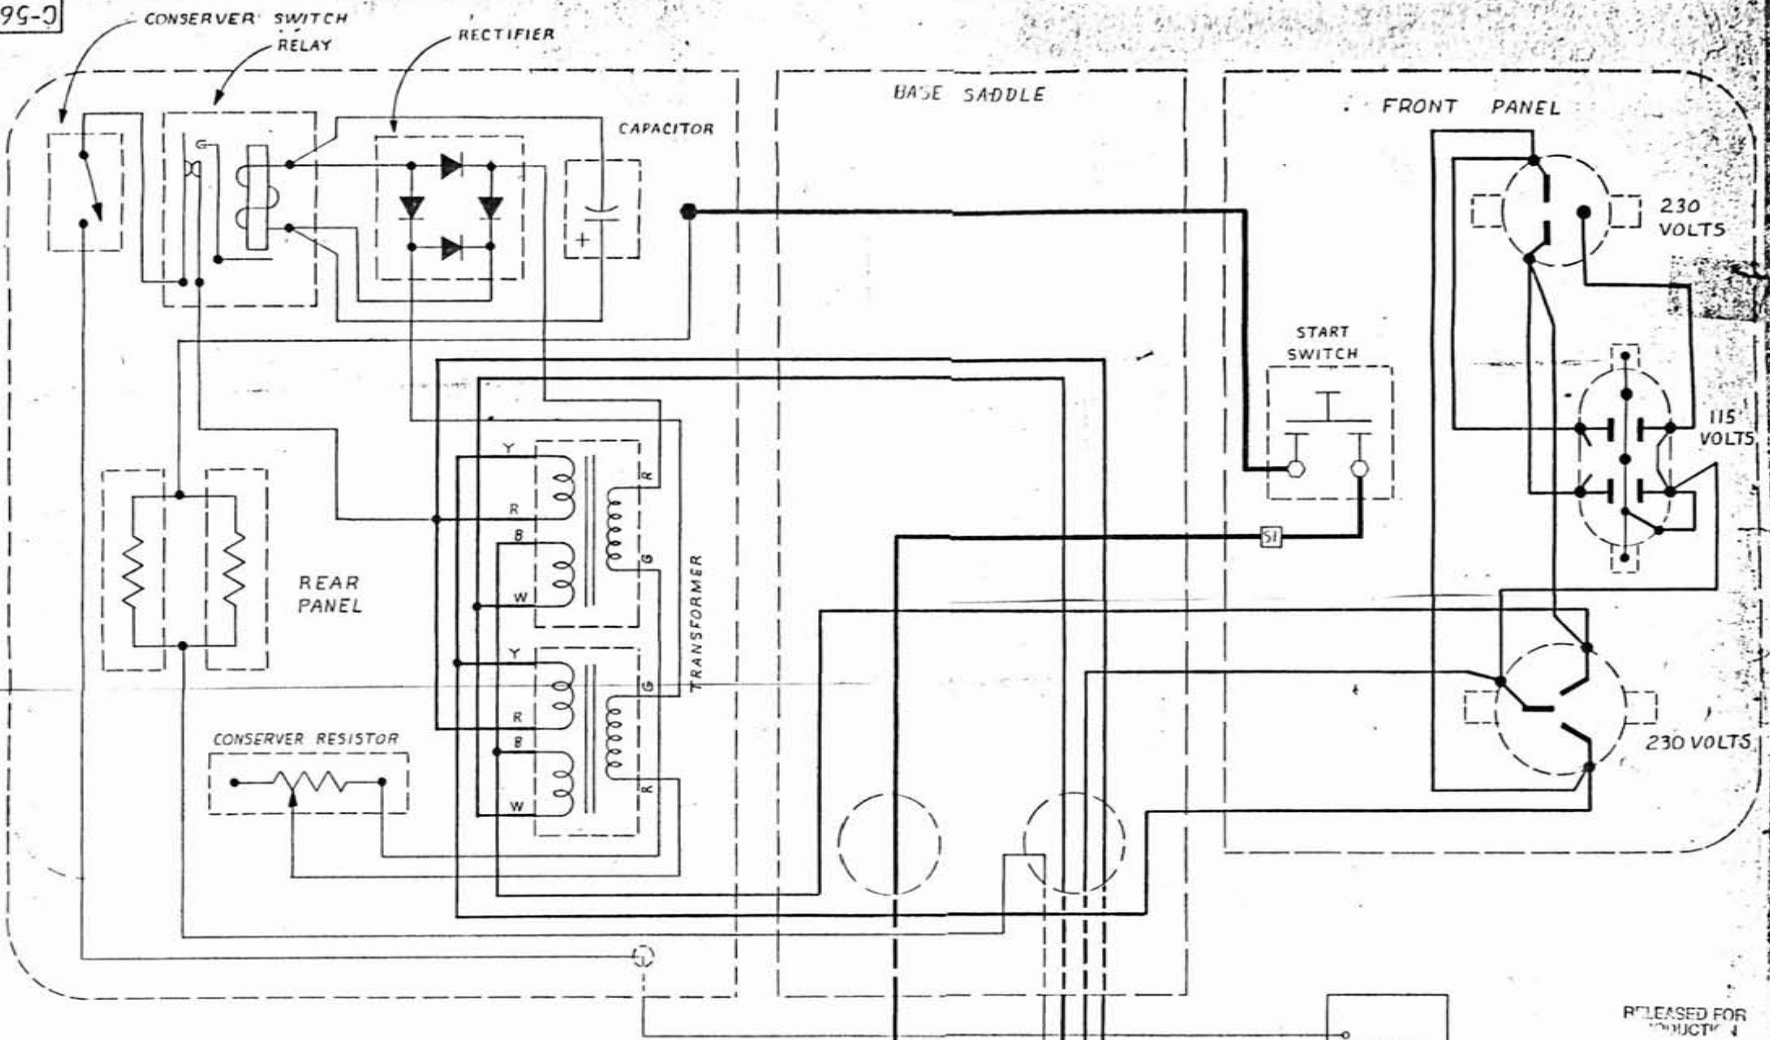 C-56
CONSERVER SWITCH
RELAY
RECTIFIER
CAPACITOR
BASE SADDLE
FRONT PANEL
230
VOLTS
START
SWITCH
115
VOLTS
S1
REAR
PANEL
Y
R
B
W
R
G
TRANSFORMER
Y
R
B
W
G
R
CONSERVER RESISTOR
230 VOLTS
+
RELEASED FOR